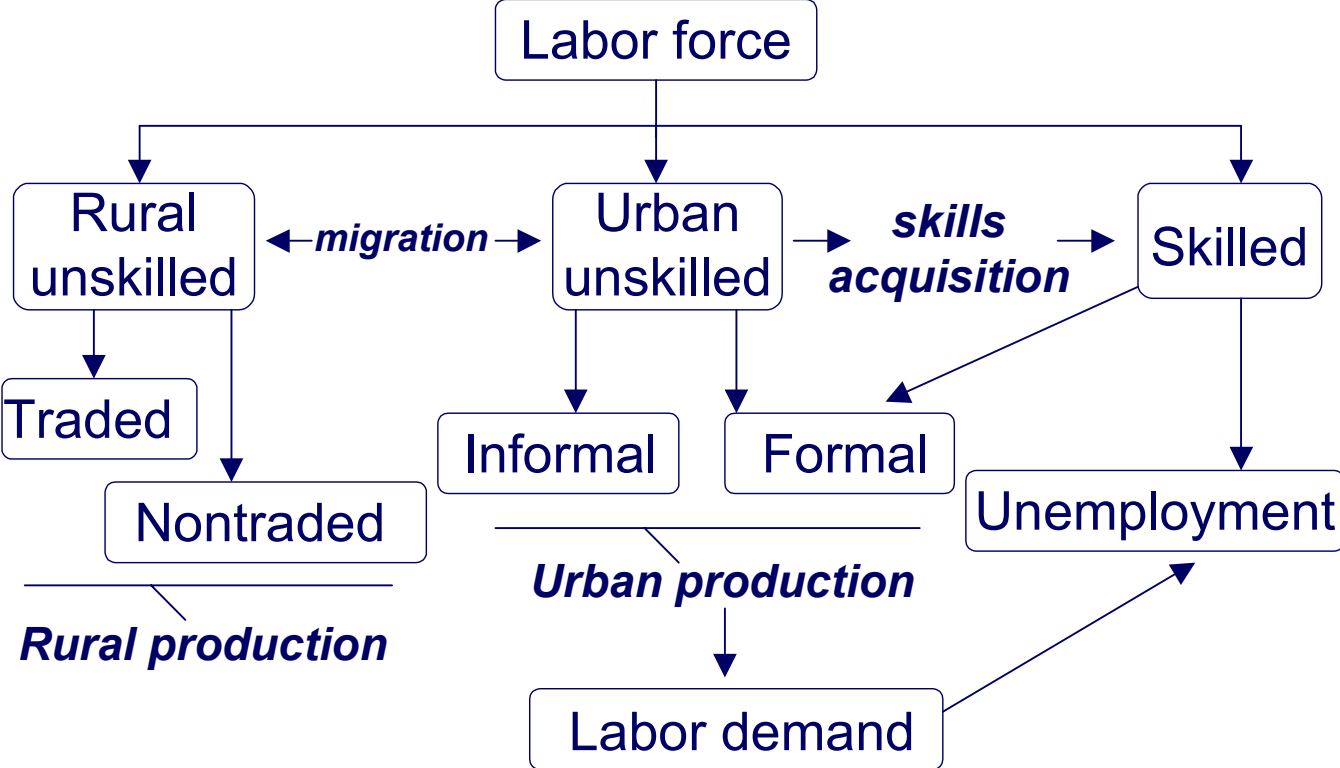 Labor force
Rural
unskilled
migration
Urban
unskilled
skills
acquisition
Skilled
Traded
Nontraded
Informal
Formal
Unemployment
Rural production
Urban production
Labor demand